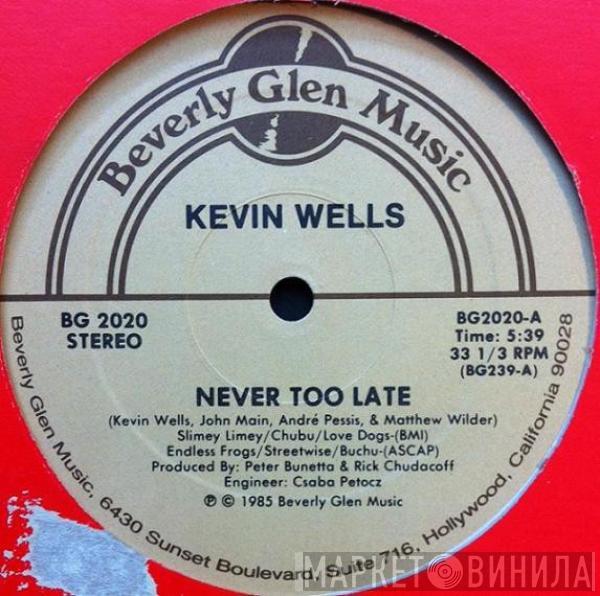 Beverly Glen Music
KEVIN WELLS
BG 2020
STEREO
BG2020-A
Time: 5:39
33 1/3 RPM
(BG239-A)
NEVER TOO LATE
(Kevin Wells, John Main, André Pessis, & Matthew Wilder)
Slimey Limey/Chubu/Love Dogs-(BMI)
Endless Frogs/Streetwise/Buchu-(ASCAP)
Produced By: Peter Bunetta & Rick Chudacoff
Engineer: Csaba Petocz
℗ © 1985 Beverly Glen Music
Beverly Glen Music, 6430 Sunset Boulevard, Suite 716, Hollywood, California 90028
МАРКЕТ ВИНИЛА